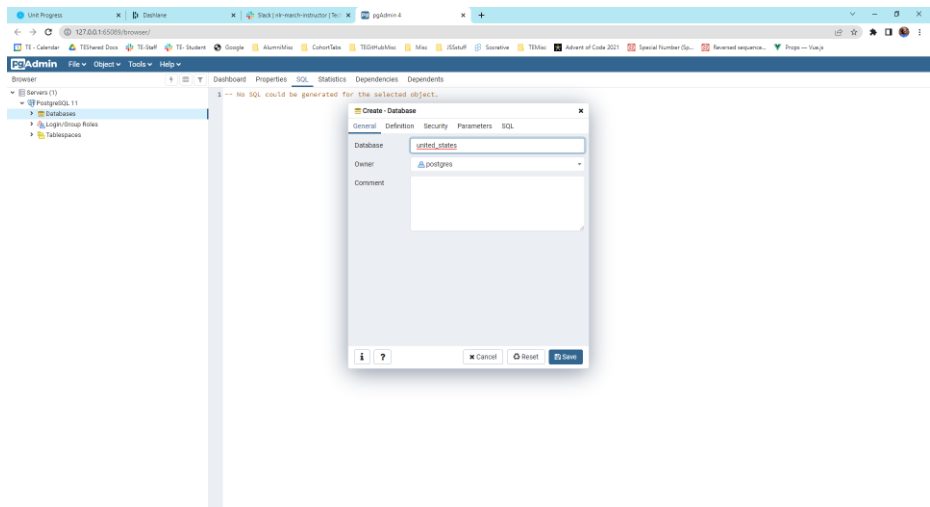 Unit Progress
Dashlane
Slack | nlr-march-instructor | Tec
pgAdmin 4
127.0.0.1:65089/browser/
TE - Calendar TEShared Docs TE-Staff TE- Student Google AlumniMisc CohortTabs TEGitHubMisc Misc JSStuff Socrative TEMisc Advent of Code 2021 Special Number (Sp... Reversed sequence... Props — Vue.js
PgAdmin File Object Tools Help
Browser
Dashboard Properties SQL Statistics Dependencies Dependents
Servers (1)
PostgreSQL 11
Databases
Login/Group Roles
Tablespaces
1 -- No SQL could be generated for the selected object.
Create - Database
General Definition Security Parameters SQL
Database united_states
Owner postgres
Comment
i ? Cancel Reset Save